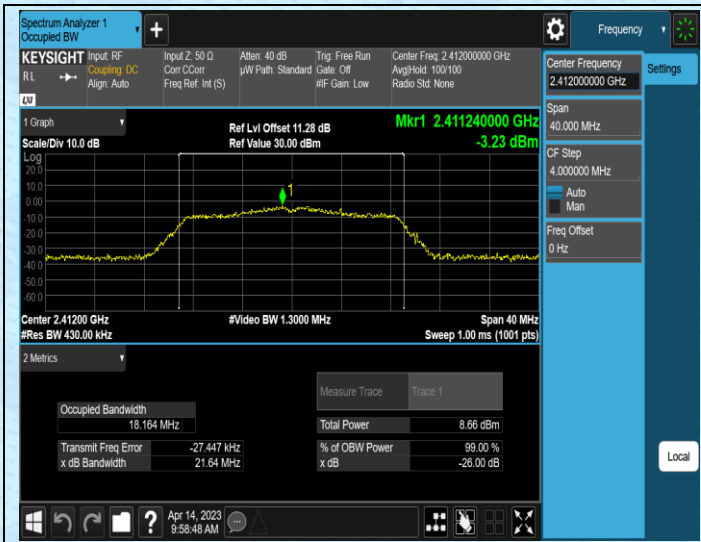 Spectrum Analyzer 1
Occupied BW
Frequency
KEYSIGHT
RL
LXI
Input: RF
Coupling: DC
Align: Auto
Input Z: 50 Ω
Corr CCorr
Freq Ref: Int (S)
Atten: 40 dB
µW Path: Standard
Trig: Free Run
Gate: Off
#IF Gain: Low
Center Freq: 2.412000000 GHz
Avg|Hold: 100/100
Radio Std: None
1 Graph
Scale/Div 10.0 dB
Ref Lvl Offset 11.28 dB
Ref Value 30.00 dBm
Mkr1 2.411240000 GHz
-3.23 dBm
Log
20.0
10.0
0.00
-10.0
-20.0
-30.0
-40.0
-50.0
-60.0
1
Center 2.41200 GHz
#Res BW 430.00 kHz
#Video BW 1.3000 MHz
Span 40 MHz
Sweep 1.00 ms (1001 pts)
2 Metrics
Measure Trace Trace 1
Occupied Bandwidth
18.164 MHz
Total Power 8.66 dBm
Transmit Freq Error -27.447 kHz
% of OBW Power 99.00 %
x dB Bandwidth 21.64 MHz
x dB -26.00 dB
Center Frequency
2.412000000 GHz
Settings
Span
40.000 MHz
CF Step
4.000000 MHz
Auto
Man
Freq Offset
0 Hz
Local
?
Apr 14, 2023
9:58:48 AM